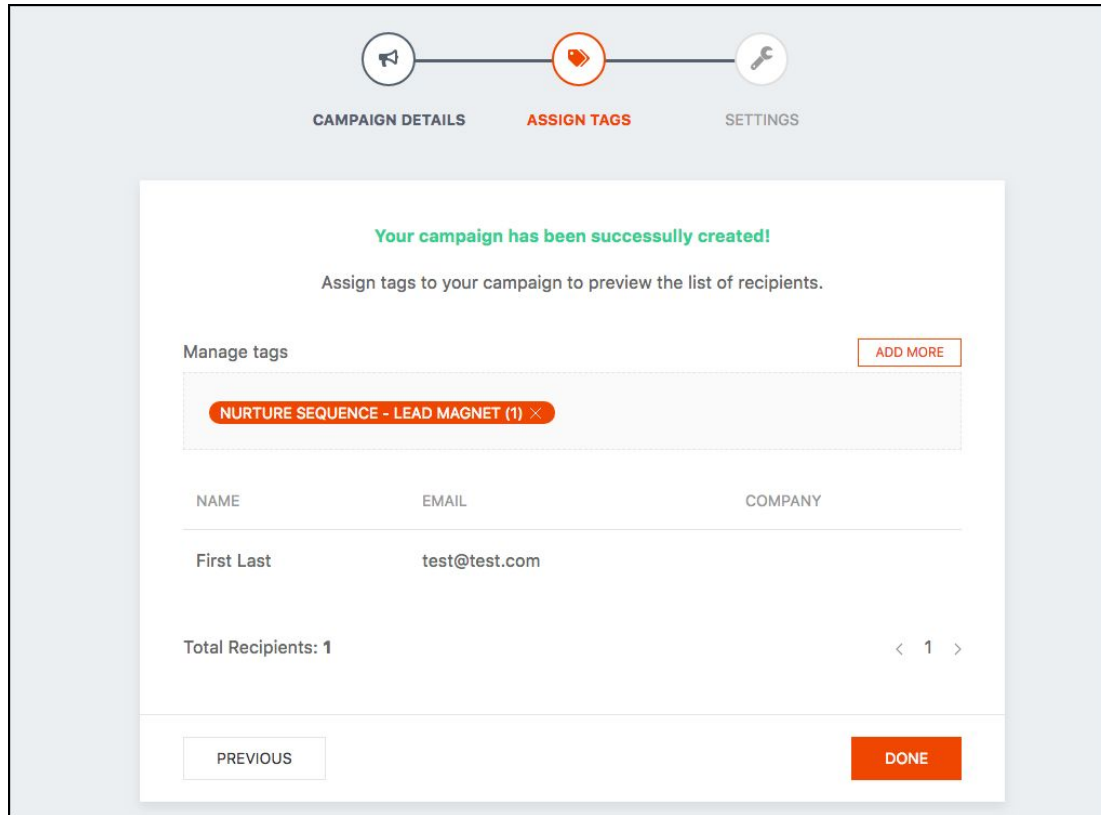 CAMPAIGN DETAILS ASSIGN TAGS SETTINGS
Your campaign has been successully created!
Assign tags to your campaign to preview the list of recipients.
Manage tags ADD MORE
NURTURE SEQUENCE - LEAD MAGNET (1) ×
NAME EMAIL COMPANY
First Last test@test.com
Total Recipients: 1 < 1 >
PREVIOUS DONE